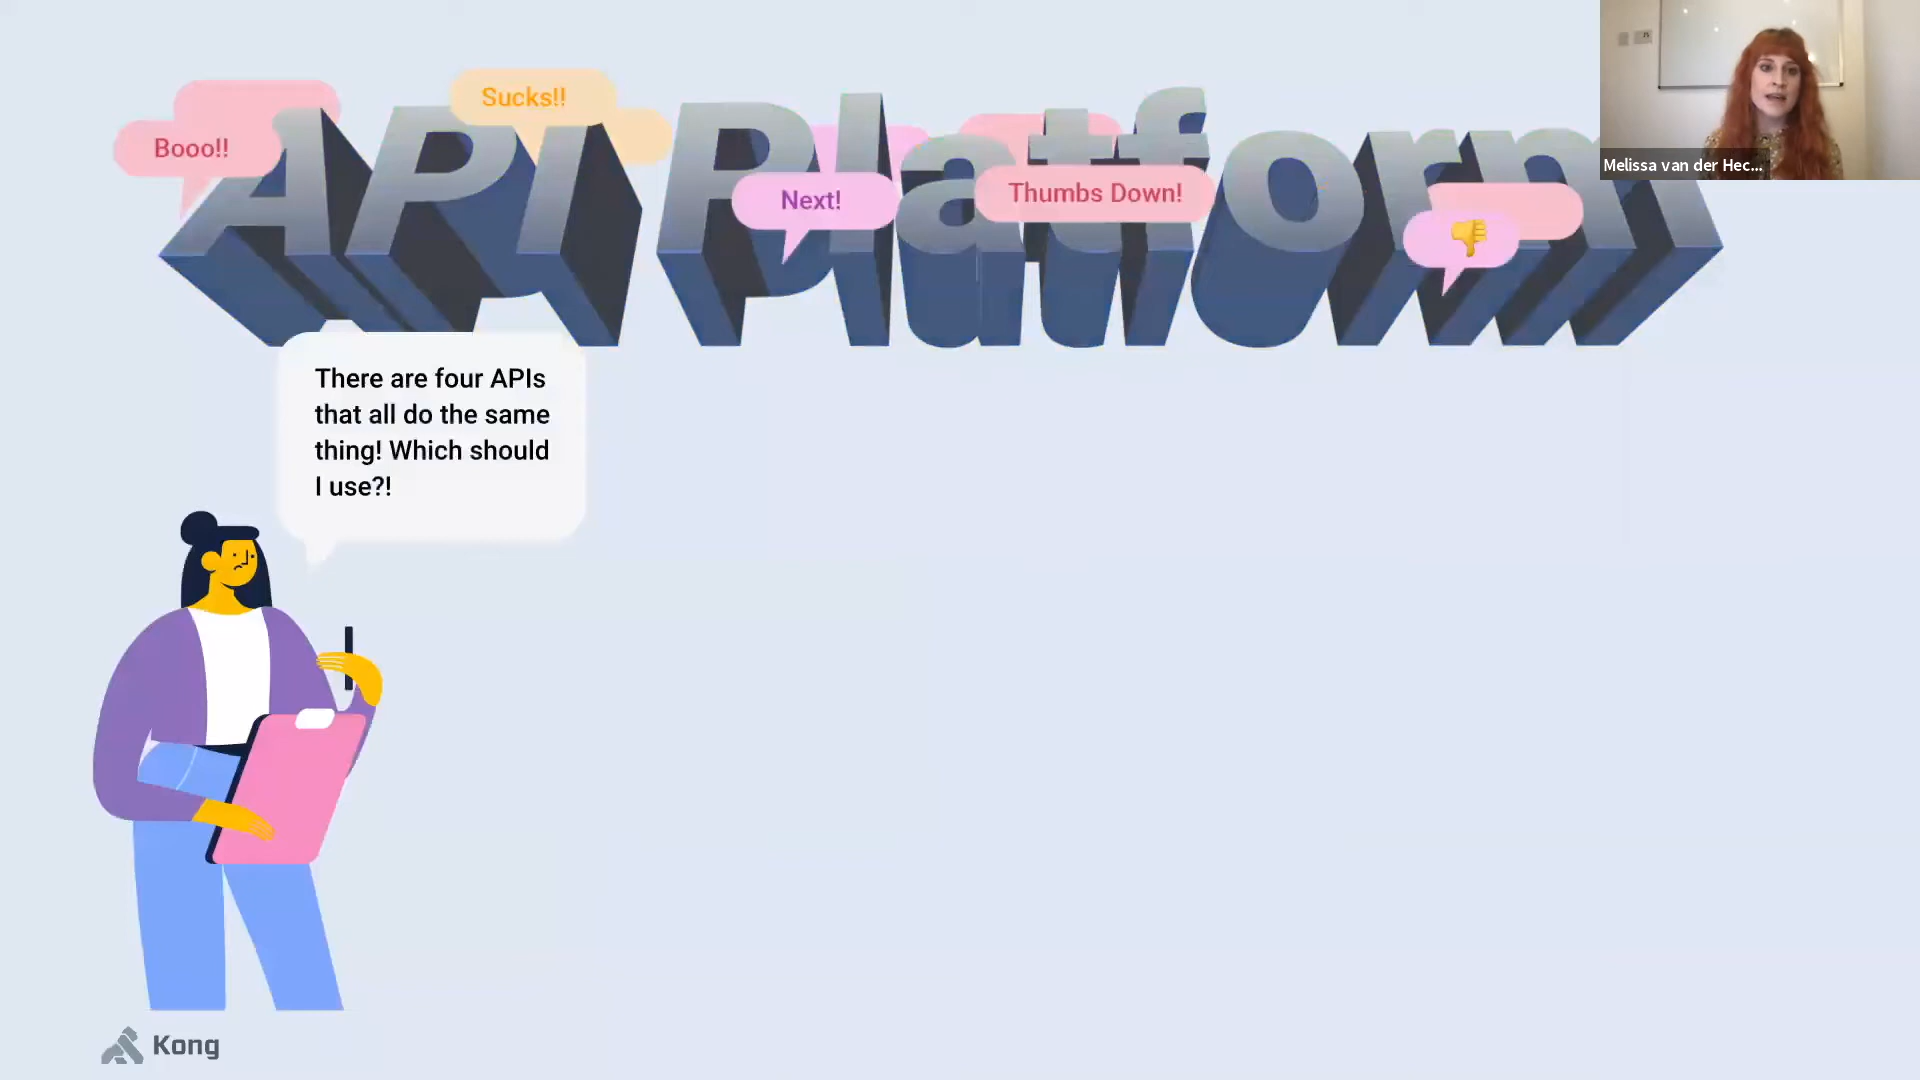 API Platform
Booo!!
Sucks!!
Next!
Thumbs Down!
Melissa van der Hec...
There are four APIs
that all do the same
thing! Which should
I use?!
Kong